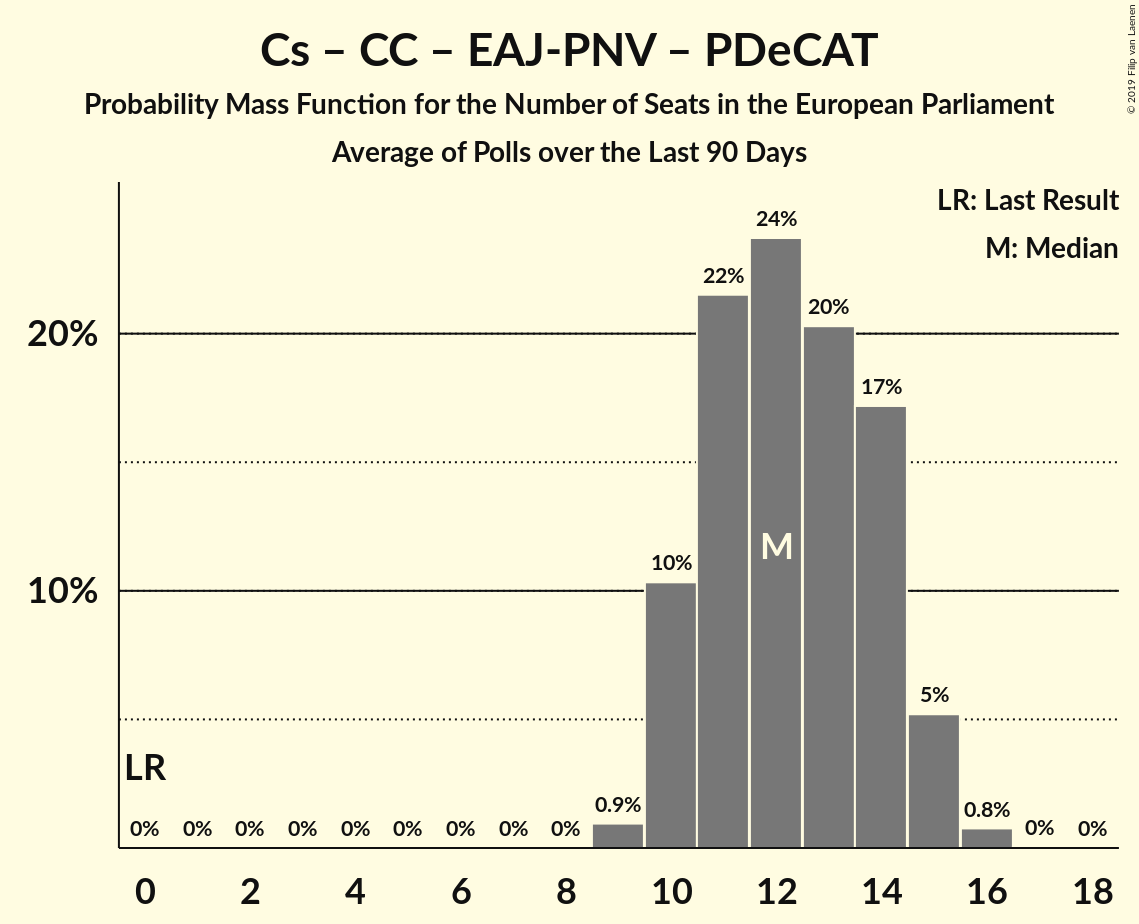 Cs – CC – EAJ-PNV – PDeCAT
Probability Mass Function for the Number of Seats in the European Parliament
Average of Polls over the Last 90 Days
© 2019 Filip van Laenen
LR: Last Result
M: Median
20%
10%
LR
M
0% 0% 0% 0% 0% 0% 0% 0% 0% 0.9% 10% 22% 24% 20% 17% 5% 0.8% 0% 0%
0 2 4 6 8 10 12 14 16 18